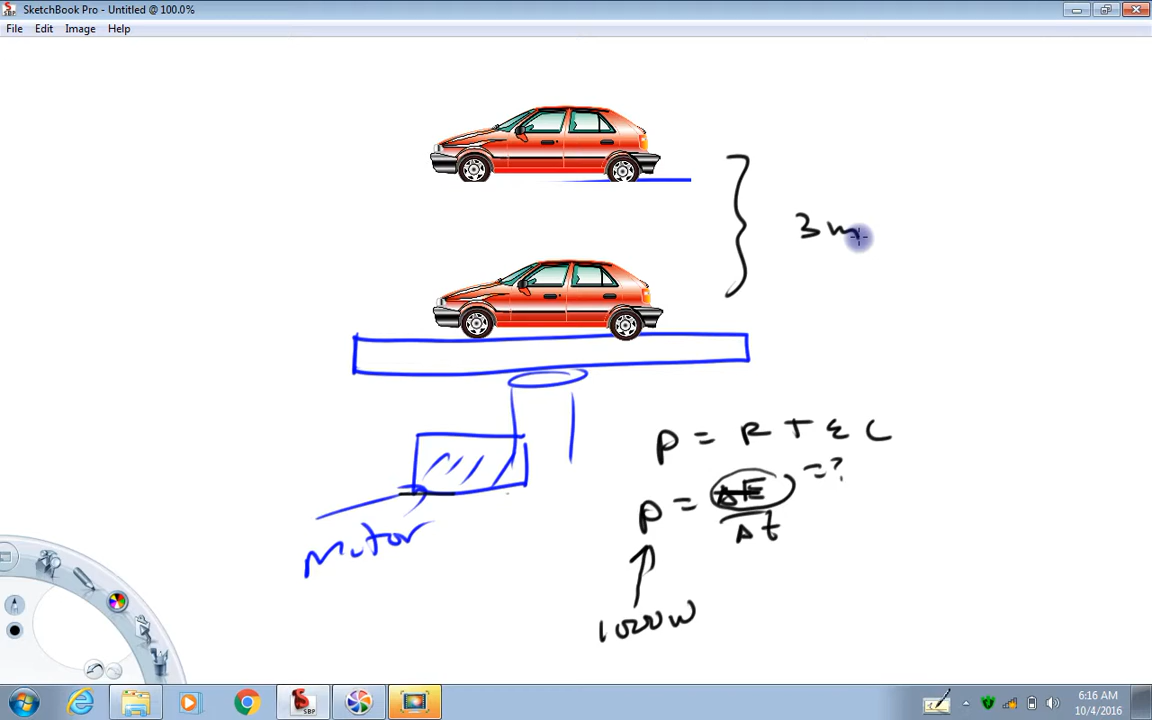 SketchBook Pro - Untitled @ 100.0%
File Edit Image Help
3 m
P = R T E C
P = ΔE / Δt = ?
Motor
1000W
SBP
6:16 AM
10/4/2016